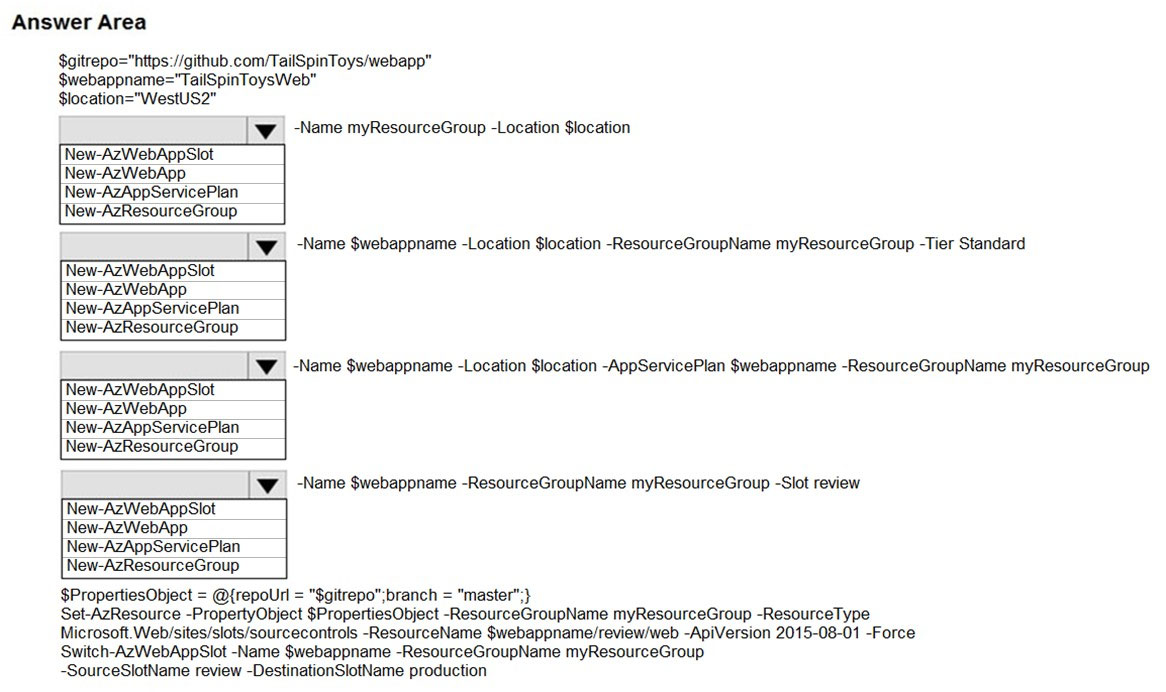 Answer Area
$gitrepo="https://github.com/TailSpinToys/webapp"
$webappname="TailSpinToysWeb"
$location="WestUS2"
-Name myResourceGroup -Location $location
New-AzWebAppSlot
New-AzWebApp
New-AzAppServicePlan
New-AzResourceGroup
-Name $webappname -Location $location -ResourceGroupName myResourceGroup -Tier Standard
New-AzWebAppSlot
New-AzWebApp
New-AzAppServicePlan
New-AzResourceGroup
-Name $webappname -Location $location -AppServicePlan $webappname -ResourceGroupName myResourceGroup
New-AzWebAppSlot
New-AzWebApp
New-AzAppServicePlan
New-AzResourceGroup
-Name $webappname -ResourceGroupName myResourceGroup -Slot review
New-AzWebAppSlot
New-AzWebApp
New-AzAppServicePlan
New-AzResourceGroup
$PropertiesObject = @{repoUrl = "$gitrepo";branch = "master";}
Set-AzResource -PropertyObject $PropertiesObject -ResourceGroupName myResourceGroup -ResourceType
Microsoft.Web/sites/slots/sourcecontrols -ResourceName $webappname/review/web -ApiVersion 2015-08-01 -Force
Switch-AzWebAppSlot -Name $webappname -ResourceGroupName myResourceGroup
-SourceSlotName review -DestinationSlotName production